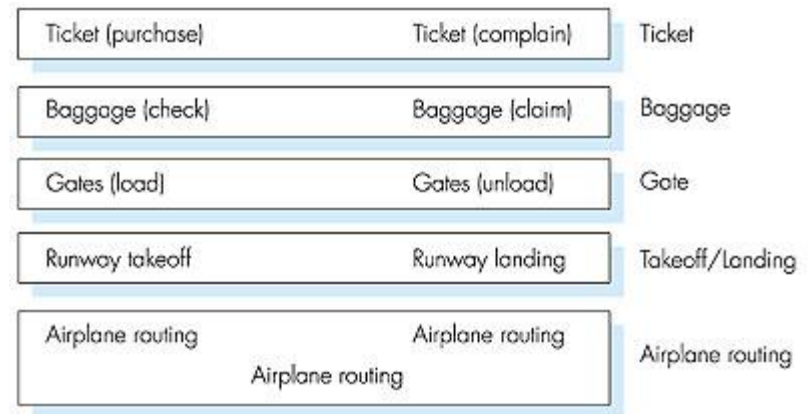 Ticket (purchase) Ticket (complain) Ticket
Baggage (check) Baggage (claim) Baggage
Gates (load) Gates (unload) Gate
Runway takeoff Runway landing Takeoff/Landing
Airplane routing Airplane routing
Airplane routing
Airplane routing